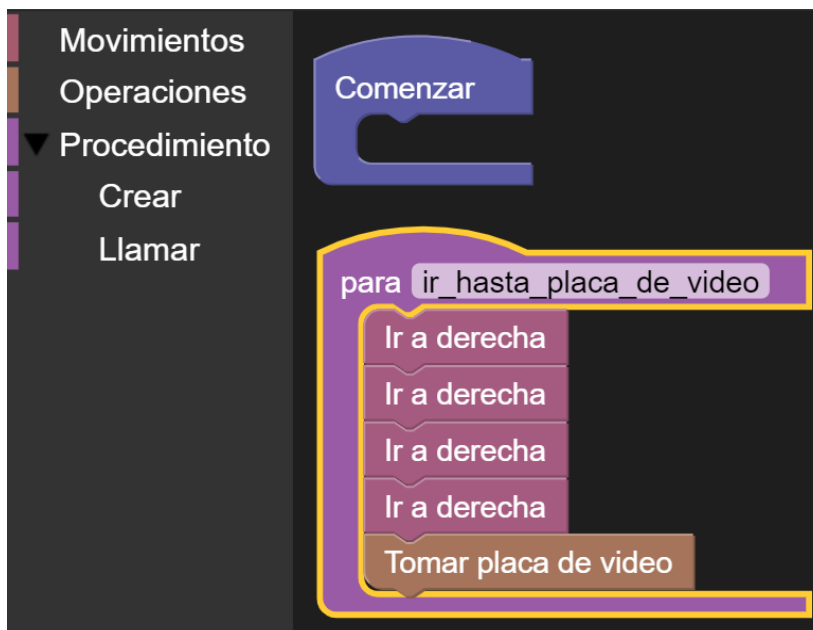 Movimientos
Operaciones
Procedimiento
Crear
Llamar
Comenzar
para ir_hasta_placa_de_video
Ir a derecha
Ir a derecha
Ir a derecha
Ir a derecha
Tomar placa de video